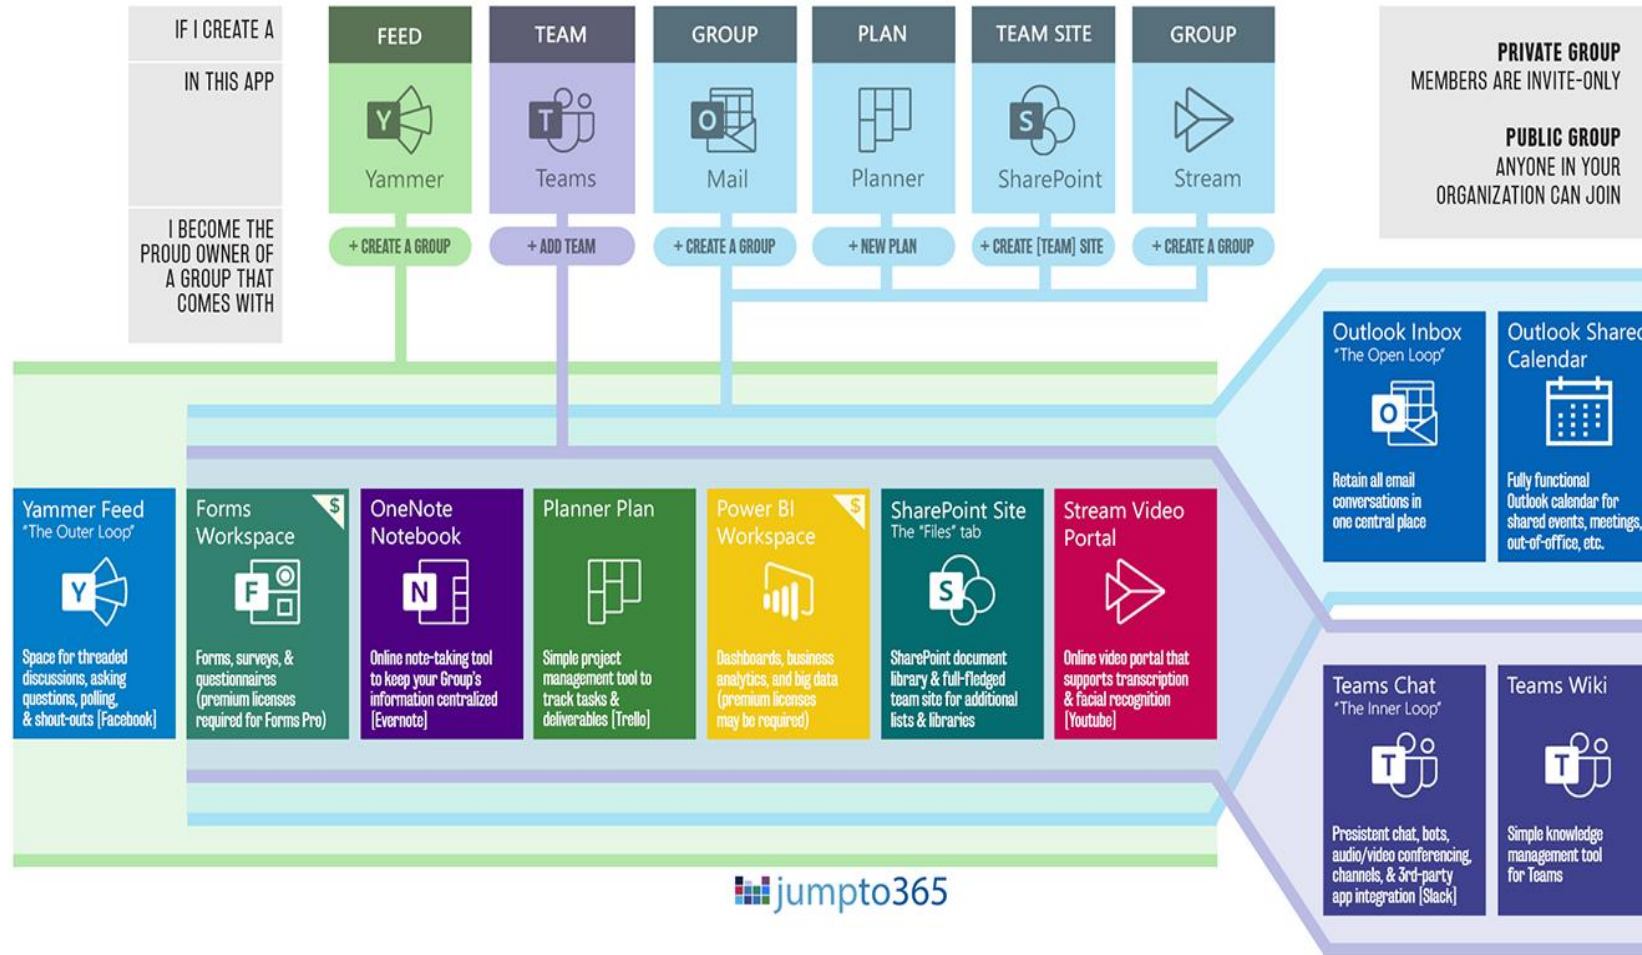 IF I CREATE A
FEED
TEAM
GROUP
PLAN
TEAM SITE
GROUP
IN THIS APP
Y
Yammer
T
Teams
O
Mail
Planner
S
SharePoint
Stream
I BECOME THE
PROUD OWNER OF
A GROUP THAT
COMES WITH
+ CREATE A GROUP
+ ADD TEAM
+ CREATE A GROUP
+ NEW PLAN
+ CREATE [TEAM] SITE
+ CREATE A GROUP
PRIVATE GROUP
MEMBERS ARE INVITE-ONLY
PUBLIC GROUP
ANYONE IN YOUR
ORGANIZATION CAN JOIN
Yammer Feed
"The Outer Loop"
Y
Space for threaded
discussions, asking
questions, polling,
& shout-outs [Facebook]
Forms
Workspace
$
F
Forms, surveys, &
questionnaires
(premium licenses
required for Forms Pro)
OneNote
Notebook
N
Online note-taking tool
to keep your Group's
information centralized
[Evernote]
Planner Plan
Simple project
management tool to
track tasks &
deliverables [Trello]
Power BI
Workspace
$
Dashboards, business
analytics, and big data
(premium licenses
may be required)
SharePoint Site
The "Files" tab
S
SharePoint document
library & full-fledged
team site for additional
lists & libraries
Stream Video
Portal
Online video portal that
supports transcription
& facial recognition
[Youtube]
Outlook Inbox
"The Open Loop"
O
Retain all email
conversations in
one central place
Outlook Shared
Calendar
Fully functional
Outlook calendar for
shared events, meetings,
out-of-office, etc.
Teams Chat
"The Inner Loop"
T
Presistent chat, bots,
audio/video conferencing,
channels, & 3rd-party
app integration [Slack]
Teams Wiki
T
Simple knowledge
management tool
for Teams
jumpto365